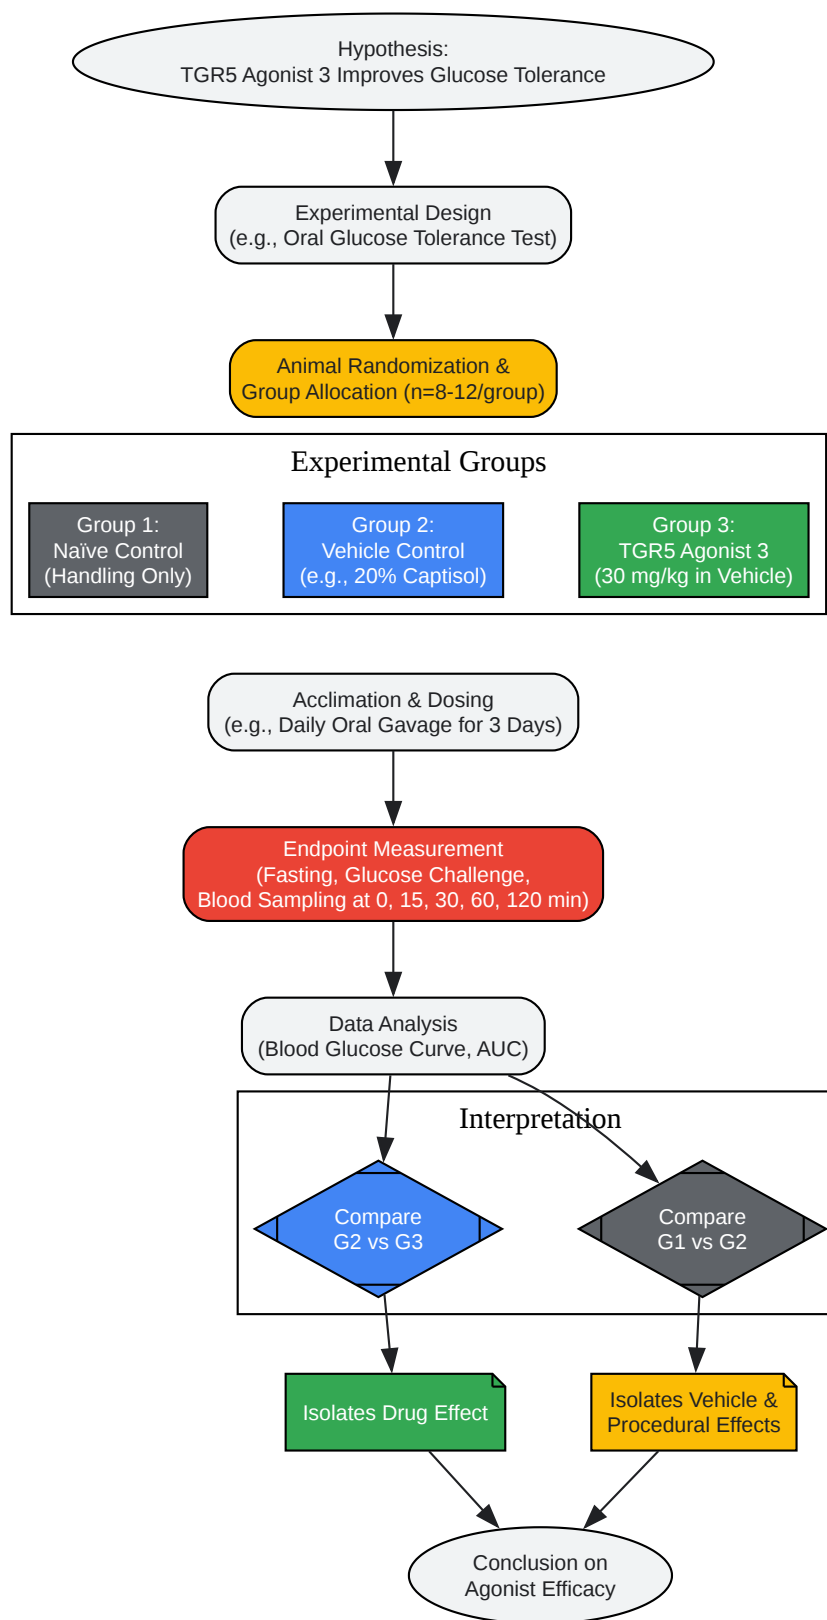 Hypothesis:
TGR5 Agonist 3 Improves Glucose Tolerance
Experimental Design
(e.g., Oral Glucose Tolerance Test)
Animal Randomization &
Group Allocation (n=8-12/group)
Experimental Groups
Group 1:
Naïve Control
(Handling Only)
Group 2:
Vehicle Control
(e.g., 20% Captisol)
Group 3:
TGR5 Agonist 3
(30 mg/kg in Vehicle)
Acclimation & Dosing
(e.g., Daily Oral Gavage for 3 Days)
Endpoint Measurement
(Fasting, Glucose Challenge,
Blood Sampling at 0, 15, 30, 60, 120 min)
Data Analysis
(Blood Glucose Curve, AUC)
Interpretation
Compare
G2 vs G3
Compare
G1 vs G2
Isolates Drug Effect
Isolates Vehicle &
Procedural Effects
Conclusion on
Agonist Efficacy